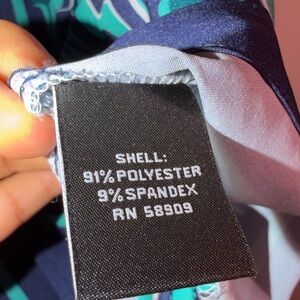 SHELL:
91% POLYESTER
9% SPANDEX
RN 58909